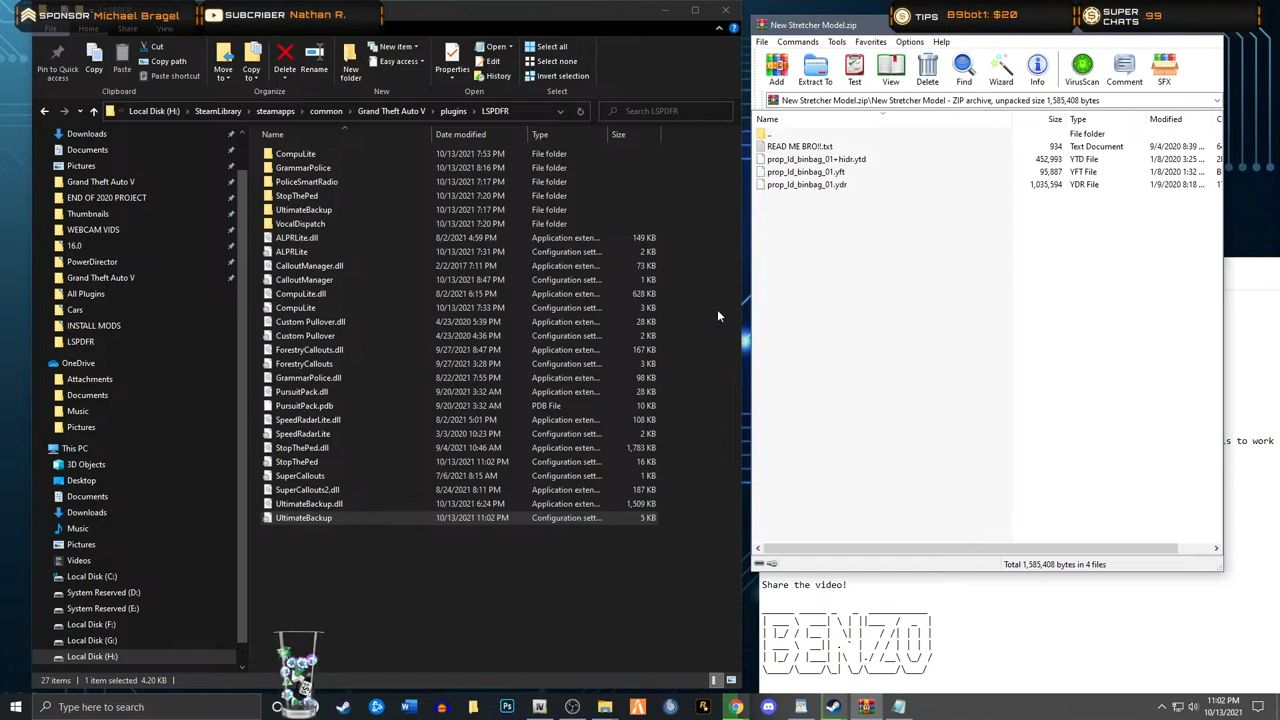 SPONSOR Michael Bragel
SUBCRIBER Nathan R.
TIPS B9bot1: $20
SUPER CHATS :99
File Home Share
Pin to Quick access
Copy
Paste
Cut
Copy path
Paste shortcut
Move to
Copy to
Delete
Rename
New folder
New item
Easy access
Properties
Open
Edit
History
Select all
Select none
Invert selection
Clipboard
Organize
New
Open
Select
Local Disk (H:) > SteamLibrary > steamapps > common > Grand Theft Auto V > plugins > LSPDFR
Search LSPDFR
Name Date modified Type Size
Downloads
Documents
Pictures
Grand Theft Auto V
END OF 2020 PROJECT
Thumbnails
WEBCAM VIDS
16.0
PowerDirector
Grand Theft Auto V
All Plugins
Cars
INSTALL MODS
LSPDFR
OneDrive
Attachments
Documents
Music
Pictures
This PC
3D Objects
Desktop
Documents
Downloads
Music
Pictures
Videos
Local Disk (C:)
System Reserved (D:)
System Reserved (E:)
Local Disk (F:)
Local Disk (G:)
Local Disk (H:)
CompuLite 10/13/2021 7:53 PM File folder
GrammarPolice 10/13/2021 8:16 PM File folder
PoliceSmartRadio 10/13/2021 7:20 PM File folder
StopThePed 10/13/2021 7:20 PM File folder
UltimateBackup 10/13/2021 7:17 PM File folder
VocalDispatch 10/13/2021 7:20 PM File folder
ALPRLite.dll 8/2/2021 4:59 PM Application exten... 149 KB
ALPRLite 10/13/2021 7:31 PM Configuration sett... 2 KB
CalloutManager.dll 2/2/2017 7:11 PM Application exten... 73 KB
CalloutManager 10/13/2021 8:47 PM Configuration sett... 1 KB
CompuLite.dll 8/2/2021 6:15 PM Application exten... 628 KB
CompuLite 10/13/2021 7:33 PM Configuration sett... 3 KB
Custom Pullover.dll 4/23/2020 5:39 PM Application exten... 28 KB
Custom Pullover 4/23/2020 4:36 PM Configuration sett... 2 KB
ForestryCallouts.dll 9/27/2021 8:47 PM Application exten... 167 KB
ForestryCallouts 9/27/2021 3:28 PM Configuration sett... 3 KB
GrammarPolice.dll 8/22/2021 7:55 PM Application exten... 98 KB
PursuitPack.dll 9/20/2021 3:32 AM Application exten... 28 KB
PursuitPack.pdb 9/20/2021 3:32 AM PDB File 10 KB
SpeedRadarLite.dll 8/2/2021 5:01 PM Application exten... 108 KB
SpeedRadarLite 3/3/2020 10:23 PM Configuration sett... 2 KB
StopThePed.dll 9/4/2021 10:46 AM Application exten... 1,783 KB
StopThePed 10/13/2021 11:02 PM Configuration sett... 16 KB
SuperCallouts 7/6/2021 8:15 AM Configuration sett... 1 KB
SuperCallouts2.dll 8/24/2021 8:11 PM Application exten... 187 KB
UltimateBackup.dll 10/13/2021 6:24 PM Application exten... 1,509 KB
UltimateBackup 10/13/2021 11:02 PM Configuration sett... 5 KB
27 items 1 item selected 4.20 KB
New Stretcher Model.zip
File Commands Tools Favorites Options Help
Add Extract To Test View Delete Find Wizard Info VirusScan Comment SFX
New Stretcher Model.zip\New Stretcher Model - ZIP archive, unpacked size 1,585,408 bytes
Name Size Type Modified C
.. File folder
READ ME BRO!!.txt 934 Text Document 9/4/2020 8:39 ...
prop_ld_binbag_01+hidr.ytd 452,993 YTD File 1/8/2020 3:25 ...
prop_ld_binbag_01.yft 95,887 YFT File 1/8/2020 3:25 ...
prop_ld_binbag_01.ydr 1,035,594 YDR File 1/9/2020 8:18 ...
Total 1,585,408 bytes in 4 files
s to work
Share the video!
Type here to search
11:02 PM
10/13/2021